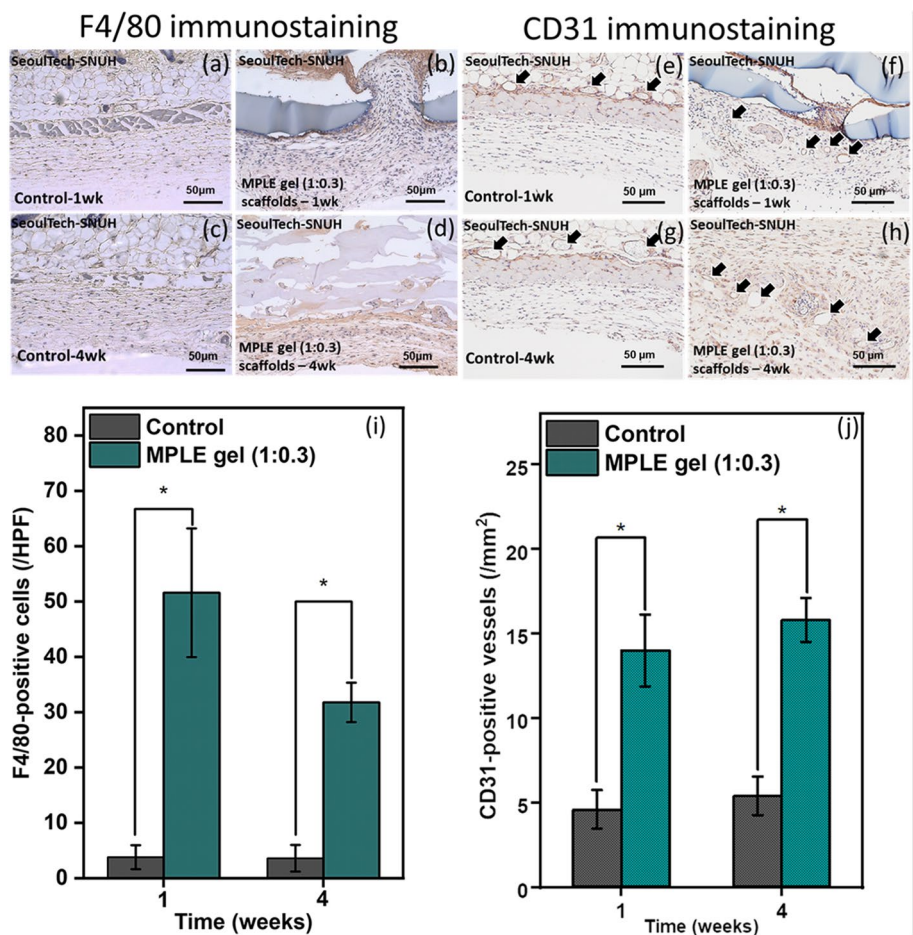 F4/80 immunostaining
CD31 immunostaining
SeoulTech-SNUH
(a)
Control-1wk
50μm
SeoulTech-SNUH
(b)
MPLE gel (1:0.3)
scaffolds – 1wk
50μm
SeoulTech-SNUH
(e)
Control-1wk
50 μm
SeoulTech-SNUH
(f)
MPLE gel (1:0.3)
scaffolds – 1wk
50 μm
SeoulTech-SNUH
(c)
Control-4wk
50μm
SeoulTech-SNUH
(d)
MPLE gel (1:0.3)
scaffolds – 4wk
50μm
SeoulTech-SNUH
(g)
Control-4wk
50 μm
SeoulTech-SNUH
(h)
MPLE gel (1:0.3)
scaffolds – 4wk
50 μm
(i)
Control
MPLE gel (1:0.3)
F4/80-positive cells (/HPF)
80
70
60
50
40
30
20
10
0
*
*
1
4
Time (weeks)
(j)
Control
MPLE gel (1:0.3)
CD31-positive vessels (/mm²)
25
20
15
10
5
0
*
*
1
4
Time (weeks)